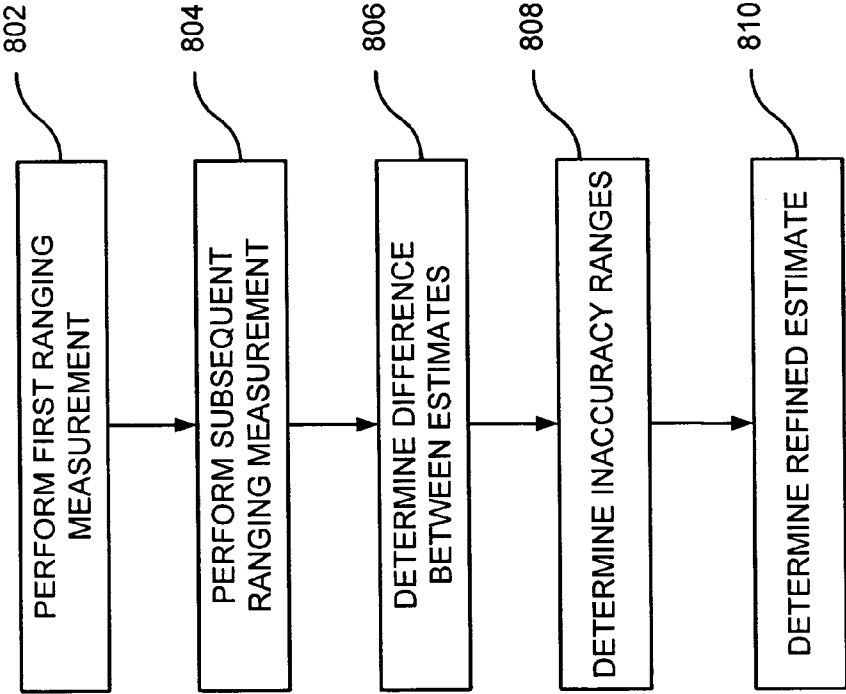 PERFORM FIRST RANGING
MEASUREMENT
802
PERFORM SUBSEQUENT
RANGING MEASUREMENT
804
DETERMINE DIFFERENCE
BETWEEN ESTIMATES
806
DETERMINE INACCURACY RANGES
808
DETERMINE REFINED ESTIMATE
810